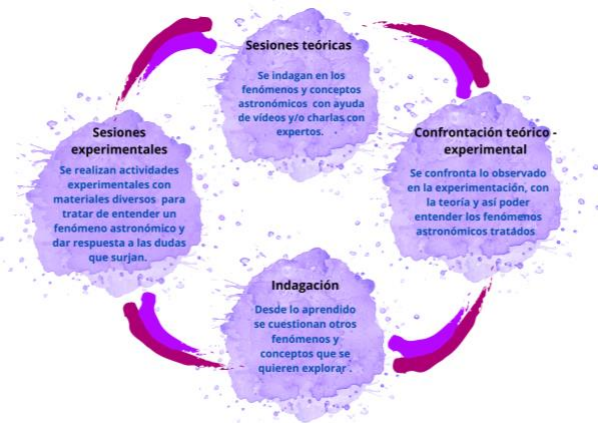 Sesiones teóricas
Se indagan en los
fenómenos y conceptos
astronómicos con ayuda
de vídeos y/o charlas con
expertos.
Confrontación teórico -
experimental
Se confronta lo observado
en la experimentación, con
la teoría y así poder
entender los fenómenos
astronómicos tratados
Indagación
Desde lo aprendido
se cuestionan otros
fenómenos y
conceptos que se
quieren explorar .
Sesiones
experimentales
Se realizan actividades
experimentales con
materiales diversos para
tratar de entender un
fenómeno astronómico y
dar respuesta a las dudas
que surjan.